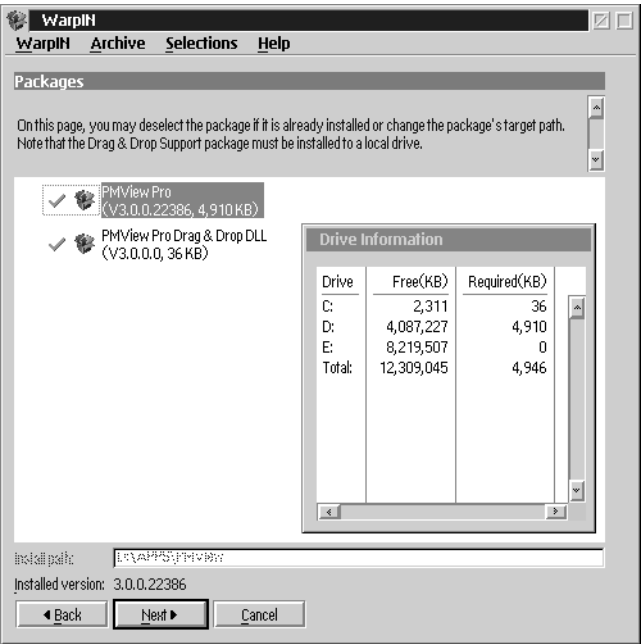 WarpIN
WarpIN Archive Selections Help
Packages
On this page, you may deselect the package if it is already installed or change the package's target path.
Note that the Drag & Drop Support package must be installed to a local drive.
PMView Pro
(V3.0.0.22386, 4,910 KB)
PMView Pro Drag & Drop DLL
(V3.0.0.0, 36 KB)
Drive Information
Drive Free(KB) Required(KB)
C: 2,311 36
D: 4,087,227 4,910
E: 8,219,507 0
Total: 12,309,045 4,946
Install path:
Installed version: 3.0.0.22386
Back Next Cancel